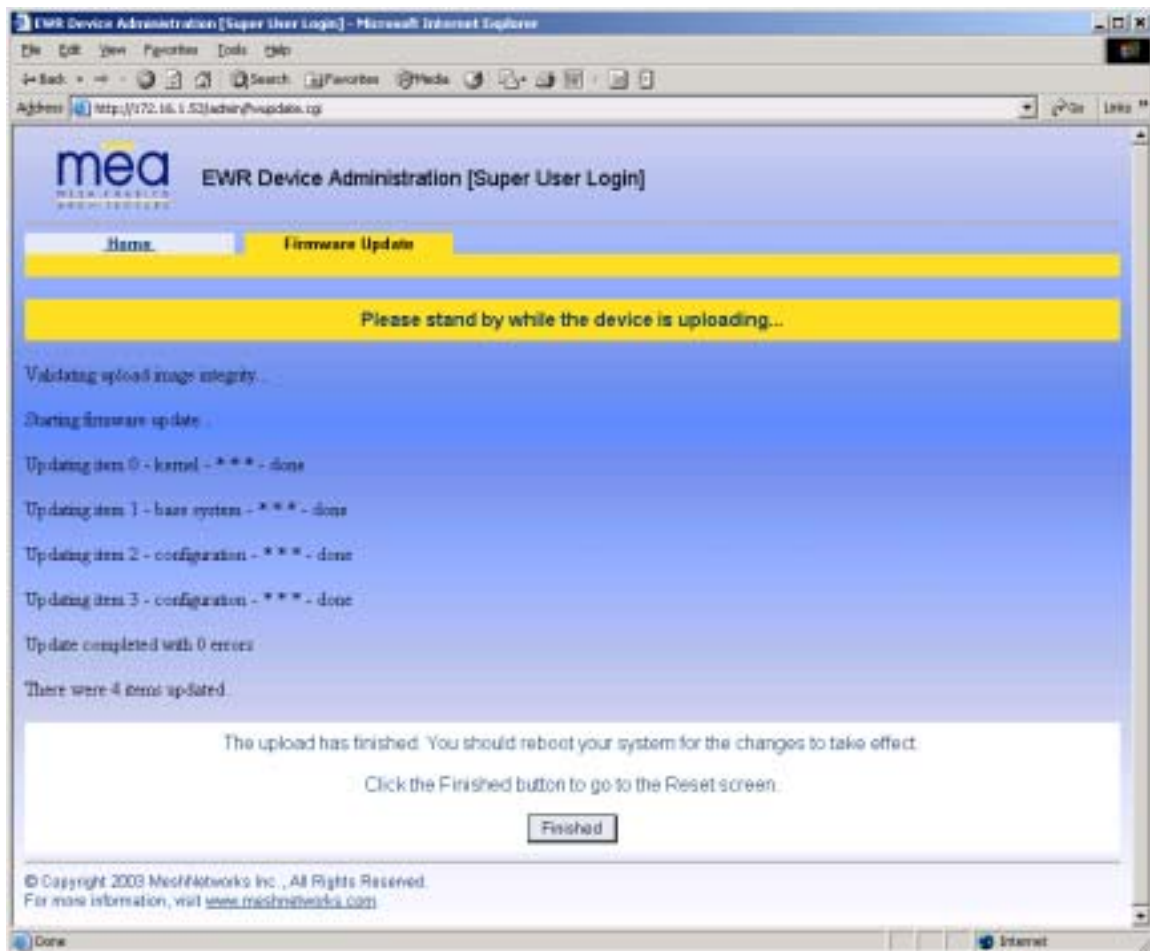 EWR Device Administration [Super User Login] - Microsoft Internet Explorer
File Edit View Favorites Tools Help
Back Search Favorites Media
Address http://172.16.1.52/admin/fwupdate.cgi Go Links »
mea
MESH ENABLED
ARCHITECTURE
EWR Device Administration [Super User Login]
Home Firmware Update
Please stand by while the device is uploading...
Validating upload image integrity...
Starting firmware update...
Updating item 0 - kernel - * * * - done
Updating item 1 - base system - * * * - done
Updating item 2 - configuration - * * * - done
Updating item 3 - configuration - * * * - done
Update completed with 0 errors
There were 4 items updated.
The upload has finished. You should reboot your system for the changes to take effect.
Click the Finished button to go to the Reset screen.
Finished
© Copyright 2003 MeshNetworks Inc., All Rights Reserved.
For more information, visit www.meshnetworks.com
Done Internet